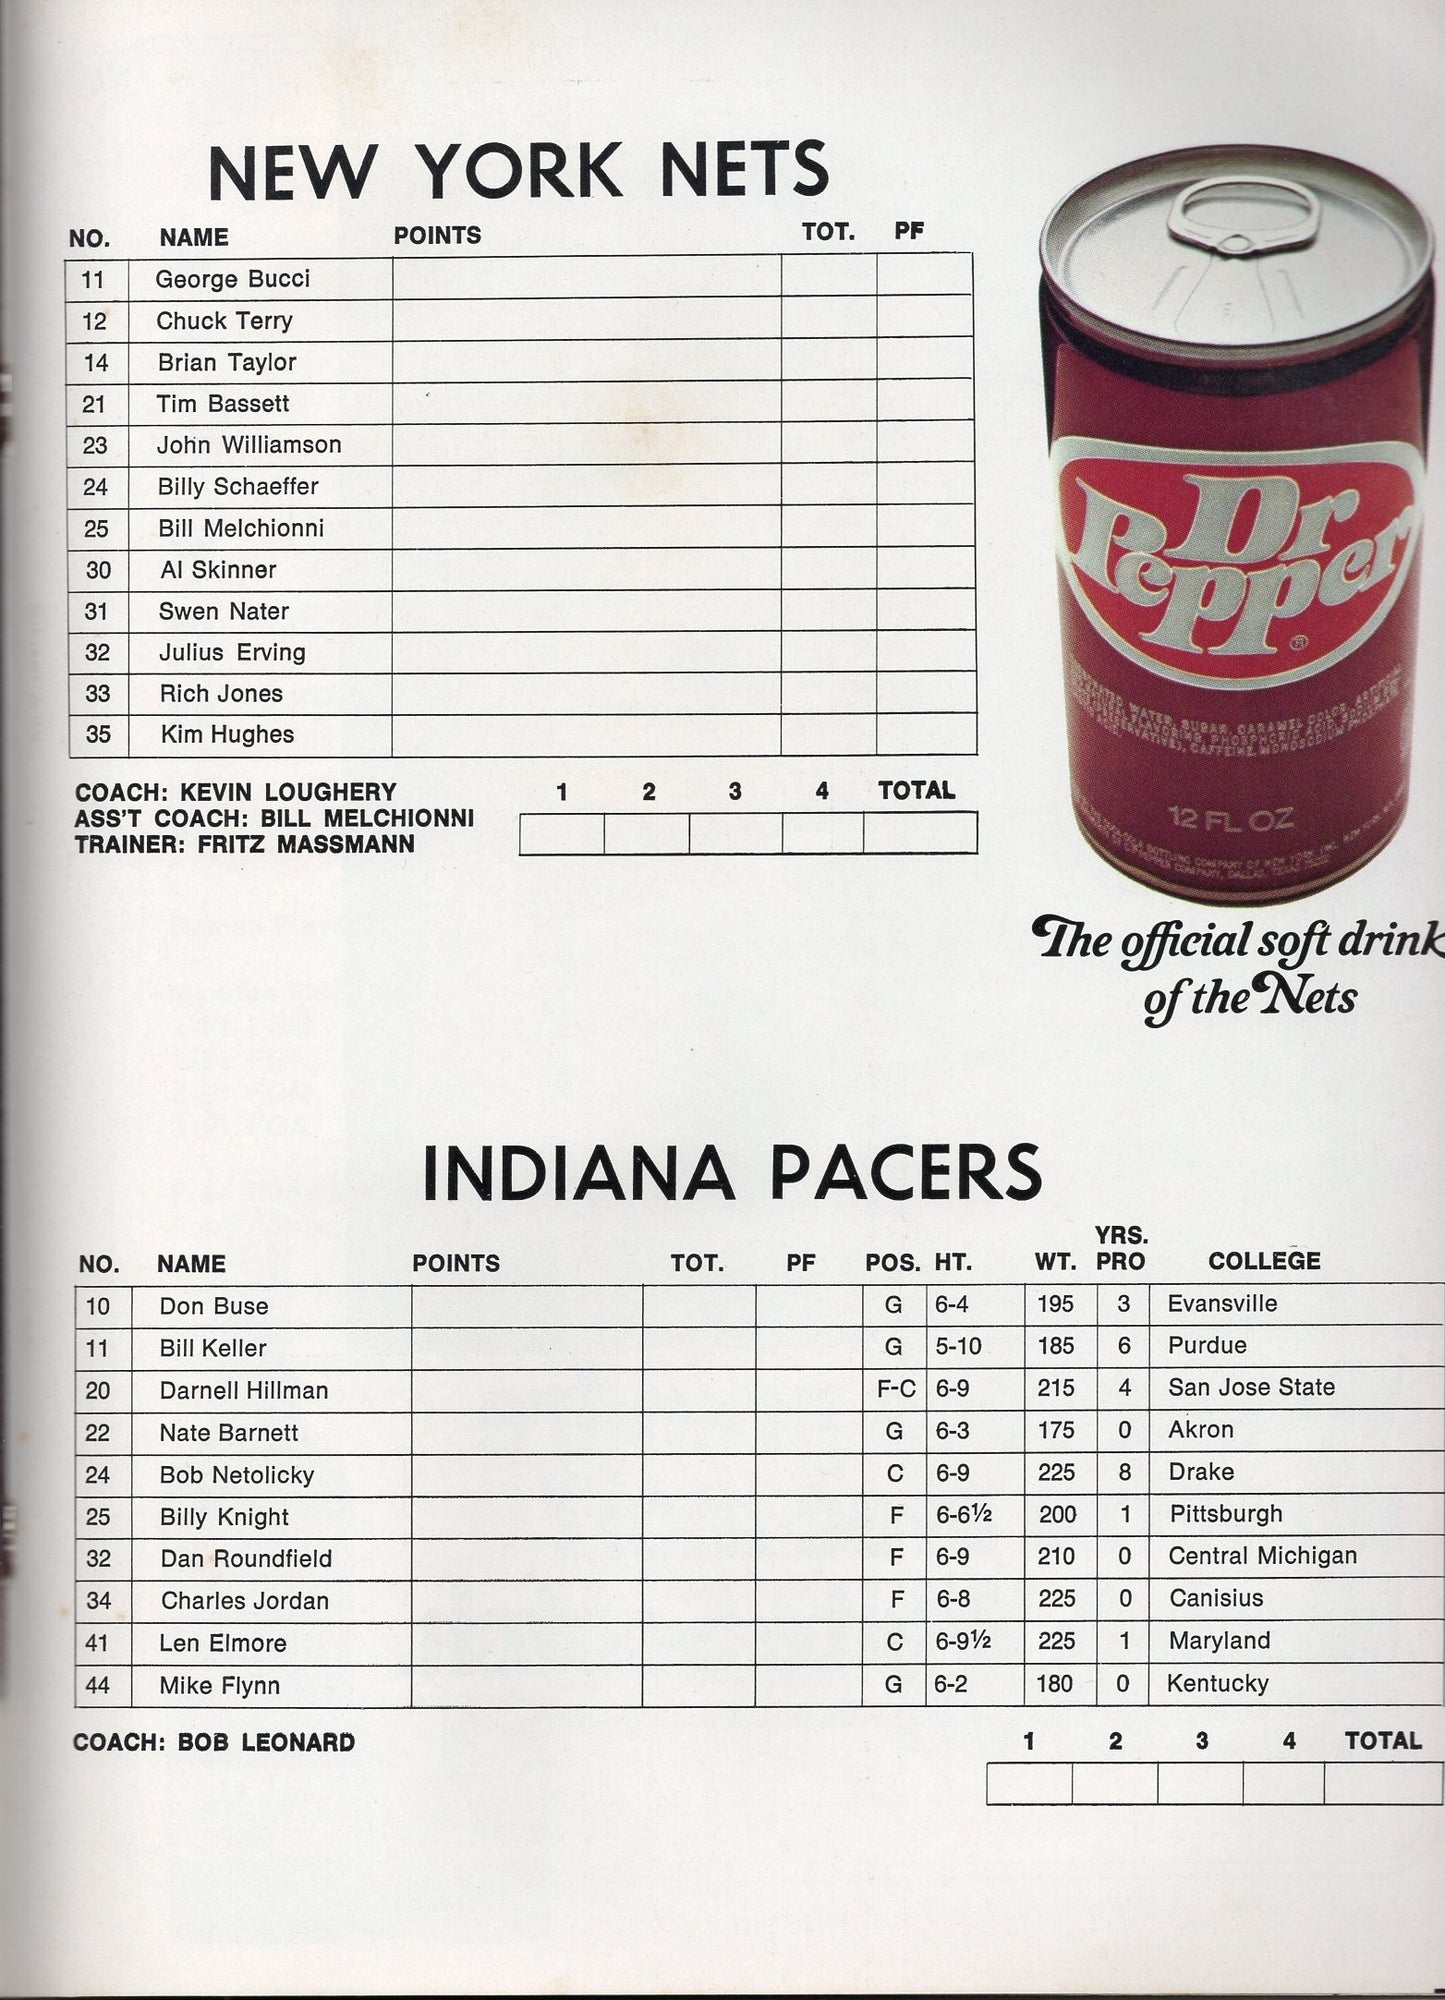 NEW YORK NETS
NO. NAME POINTS TOT. PF
11 George Bucci
12 Chuck Terry
14 Brian Taylor
21 Tim Bassett
23 John Williamson
24 Billy Schaeffer
25 Bill Melchionni
30 Al Skinner
31 Swen Nater
32 Julius Erving
33 Rich Jones
35 Kim Hughes
COACH: KEVIN LOUGHERY
ASS'T COACH: BILL MELCHIONNI
TRAINER: FRITZ MASSMANN
1 2 3 4 TOTAL
Dr
Pepper
®
12 FL OZ
The official soft drink
of the Nets
INDIANA PACERS
NO. NAME POINTS TOT. PF POS. HT. WT. YRS. PRO COLLEGE
10 Don Buse G 6-4 195 3 Evansville
11 Bill Keller G 5-10 185 6 Purdue
20 Darnell Hillman F-C 6-9 215 4 San Jose State
22 Nate Barnett G 6-3 175 0 Akron
24 Bob Netolicky C 6-9 225 8 Drake
25 Billy Knight F 6-6½ 200 1 Pittsburgh
32 Dan Roundfield F 6-9 210 0 Central Michigan
34 Charles Jordan F 6-8 225 0 Canisius
41 Len Elmore C 6-9½ 225 1 Maryland
44 Mike Flynn G 6-2 180 0 Kentucky
COACH: BOB LEONARD
1 2 3 4 TOTAL